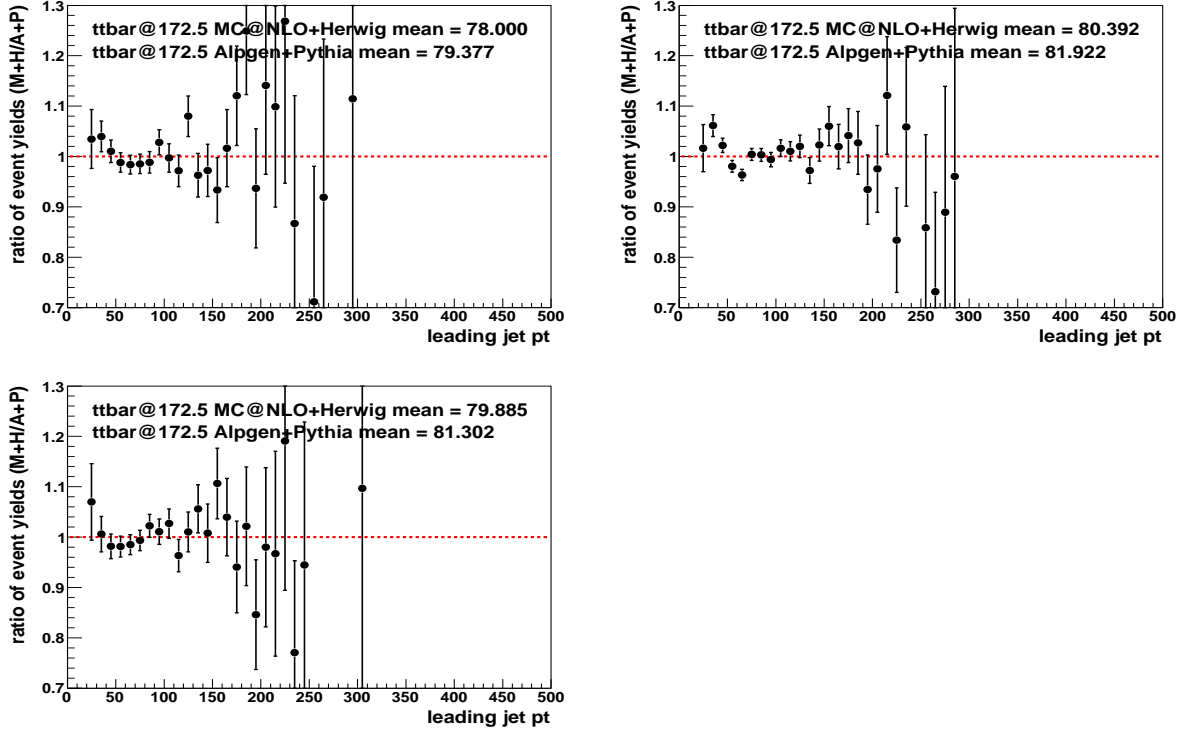 ttbar@172.5 MC@NLO+Herwig mean = 78.000
ttbar@172.5 Alpgen+Pythia mean = 79.377
ratio of event yields (M+H/A+P)
1.3
1.2
1.1
1
0.9
0.8
0.7
0 50 100 150 200 250 300 350 400 450 500
leading jet pt
ttbar@172.5 MC@NLO+Herwig mean = 80.392
ttbar@172.5 Alpgen+Pythia mean = 81.922
ratio of event yields (M+H/A+P)
1.3
1.2
1.1
1
0.9
0.8
0.7
0 50 100 150 200 250 300 350 400 450 500
leading jet pt
ttbar@172.5 MC@NLO+Herwig mean = 79.885
ttbar@172.5 Alpgen+Pythia mean = 81.302
ratio of event yields (M+H/A+P)
1.3
1.2
1.1
1
0.9
0.8
0.7
0 50 100 150 200 250 300 350 400 450 500
leading jet pt